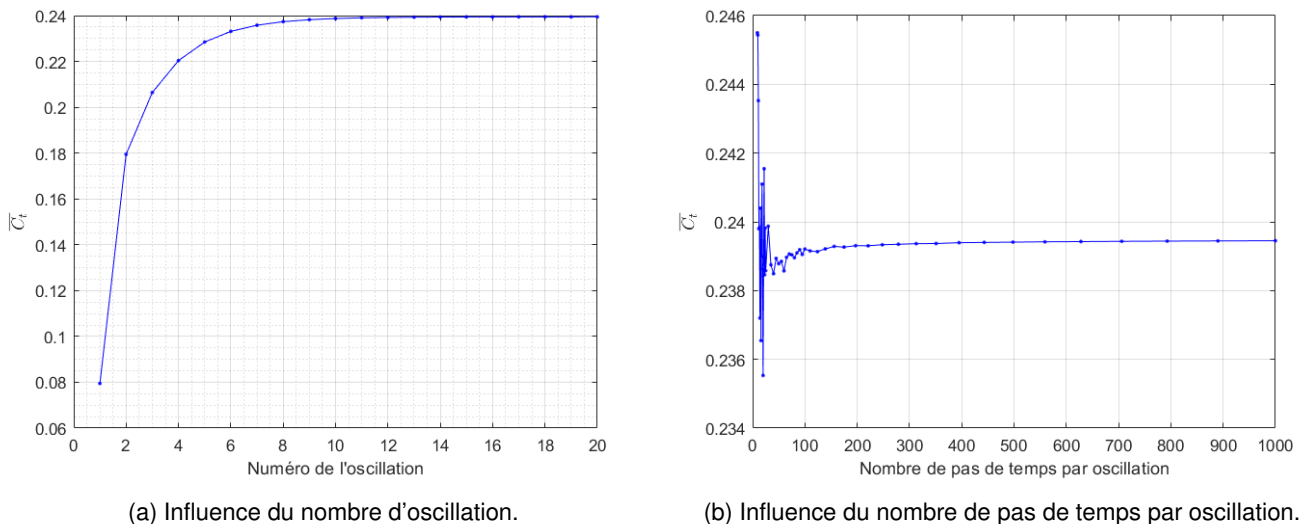 0.24
0.22
0.2
0.18
0.16
0.14
0.12
0.1
0.08
0.06
0 2 4 6 8 10 12 14 16 18 20
C_t
Numéro de l'oscillation
(a) Influence du nombre d'oscillation.
0.246
0.244
0.242
0.24
0.238
0.236
0.234
0 100 200 300 400 500 600 700 800 900 1000
C_t
Nombre de pas de temps par oscillation
(b) Influence du nombre de pas de temps par oscillation.